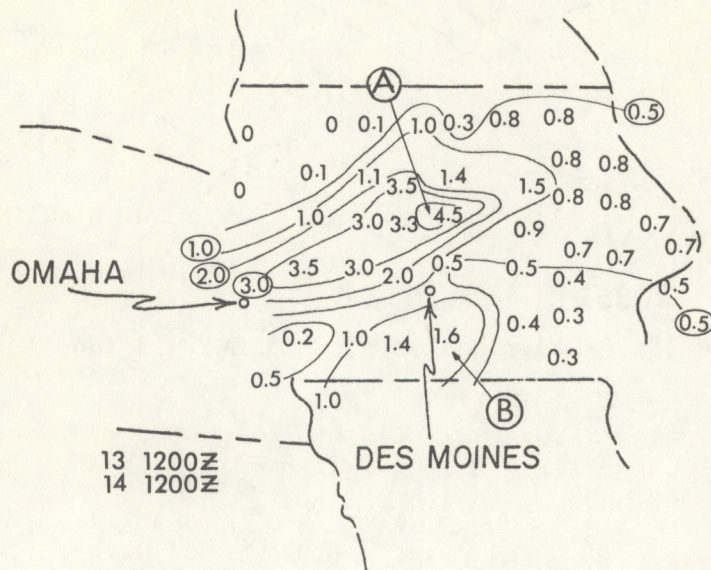 A
0 0 0.1 1.0 0.3 0.8 0.8 0.5
0 0.1 1.1 3.5 1.4 0.8 0.8
1.5 0.8 0.8
1.0 3.0 3.3 4.5 0.9 0.7
1.0 0.7 0.7 0.7
2.0 3.0 3.5 3.0 2.0 0.5 0.5 0.4 0.5
OMAHA
0.2 1.0 1.4 1.6 0.4 0.3 0.5
0.5 1.0 0.3
B
DES MOINES
13 1200Z
14 1200Z